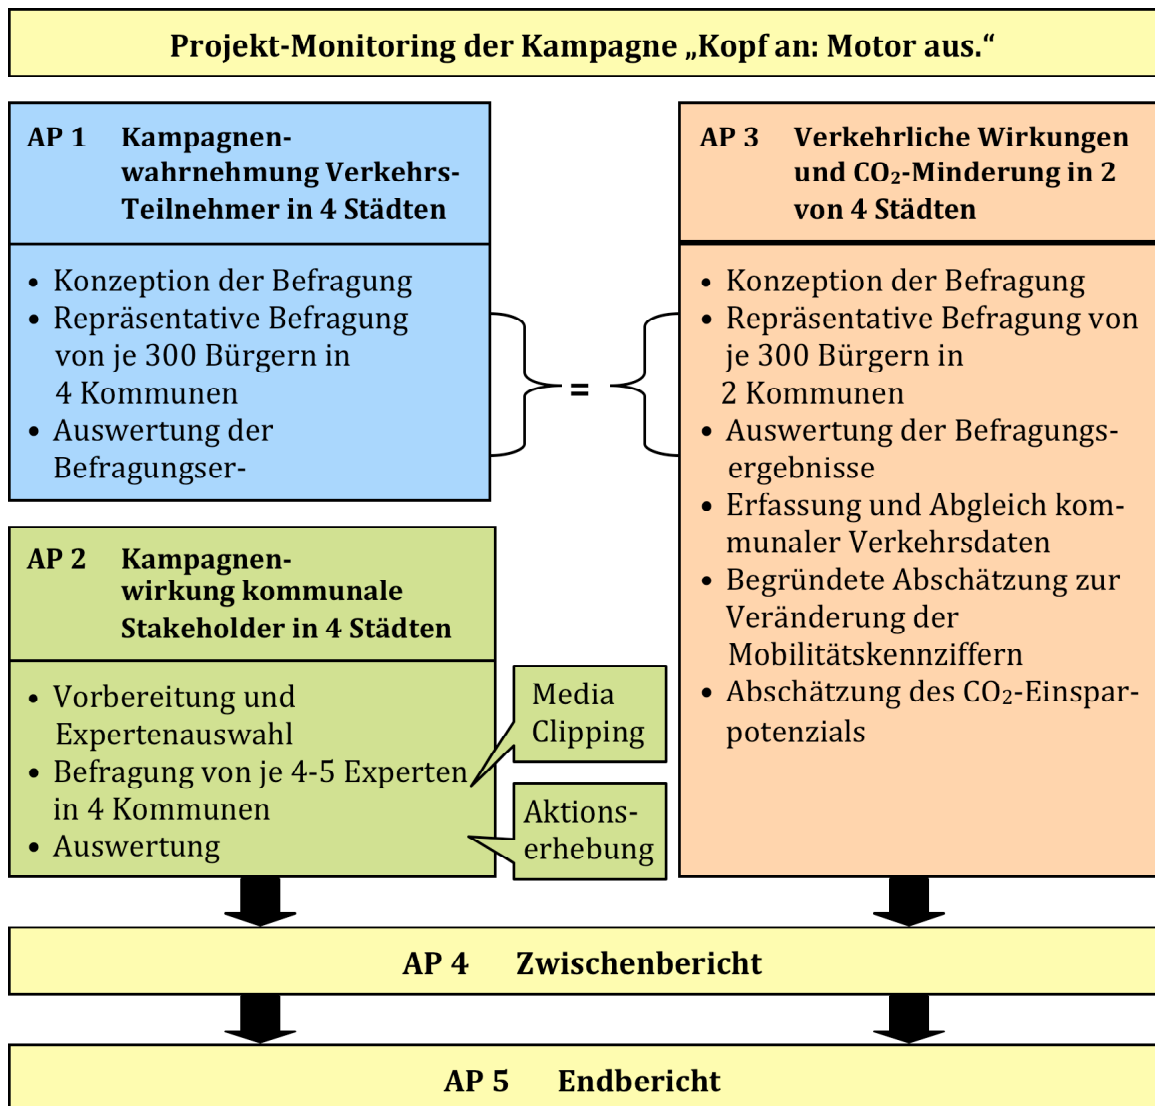 Projekt-Monitoring der Kampagne „Kopf an: Motor aus.“
AP 1 Kampagnen-
wahrnehmung Verkehrs-
Teilnehmer in 4 Städten
• Konzeption der Befragung
• Repräsentative Befragung
von je 300 Bürgern in
4 Kommunen
• Auswertung der
Befragungser-
=
AP 2 Kampagnen-
wirkung kommunale
Stakeholder in 4 Städten
• Vorbereitung und
Expertenauswahl
• Befragung von je 4-5 Experten
in 4 Kommunen
• Auswertung
Media
Clipping
Aktions-
erhebung
AP 3 Verkehrliche Wirkungen
und CO₂-Minderung in 2
von 4 Städten
• Konzeption der Befragung
• Repräsentative Befragung von
je 300 Bürgern in
2 Kommunen
• Auswertung der Befragungs-
ergebnisse
• Erfassung und Abgleich kom-
munaler Verkehrsdaten
• Begründete Abschätzung zur
Veränderung der
Mobilitätskennziffern
• Abschätzung des CO₂-Einspar-
potenzials
AP 4 Zwischenbericht
AP 5 Endbericht